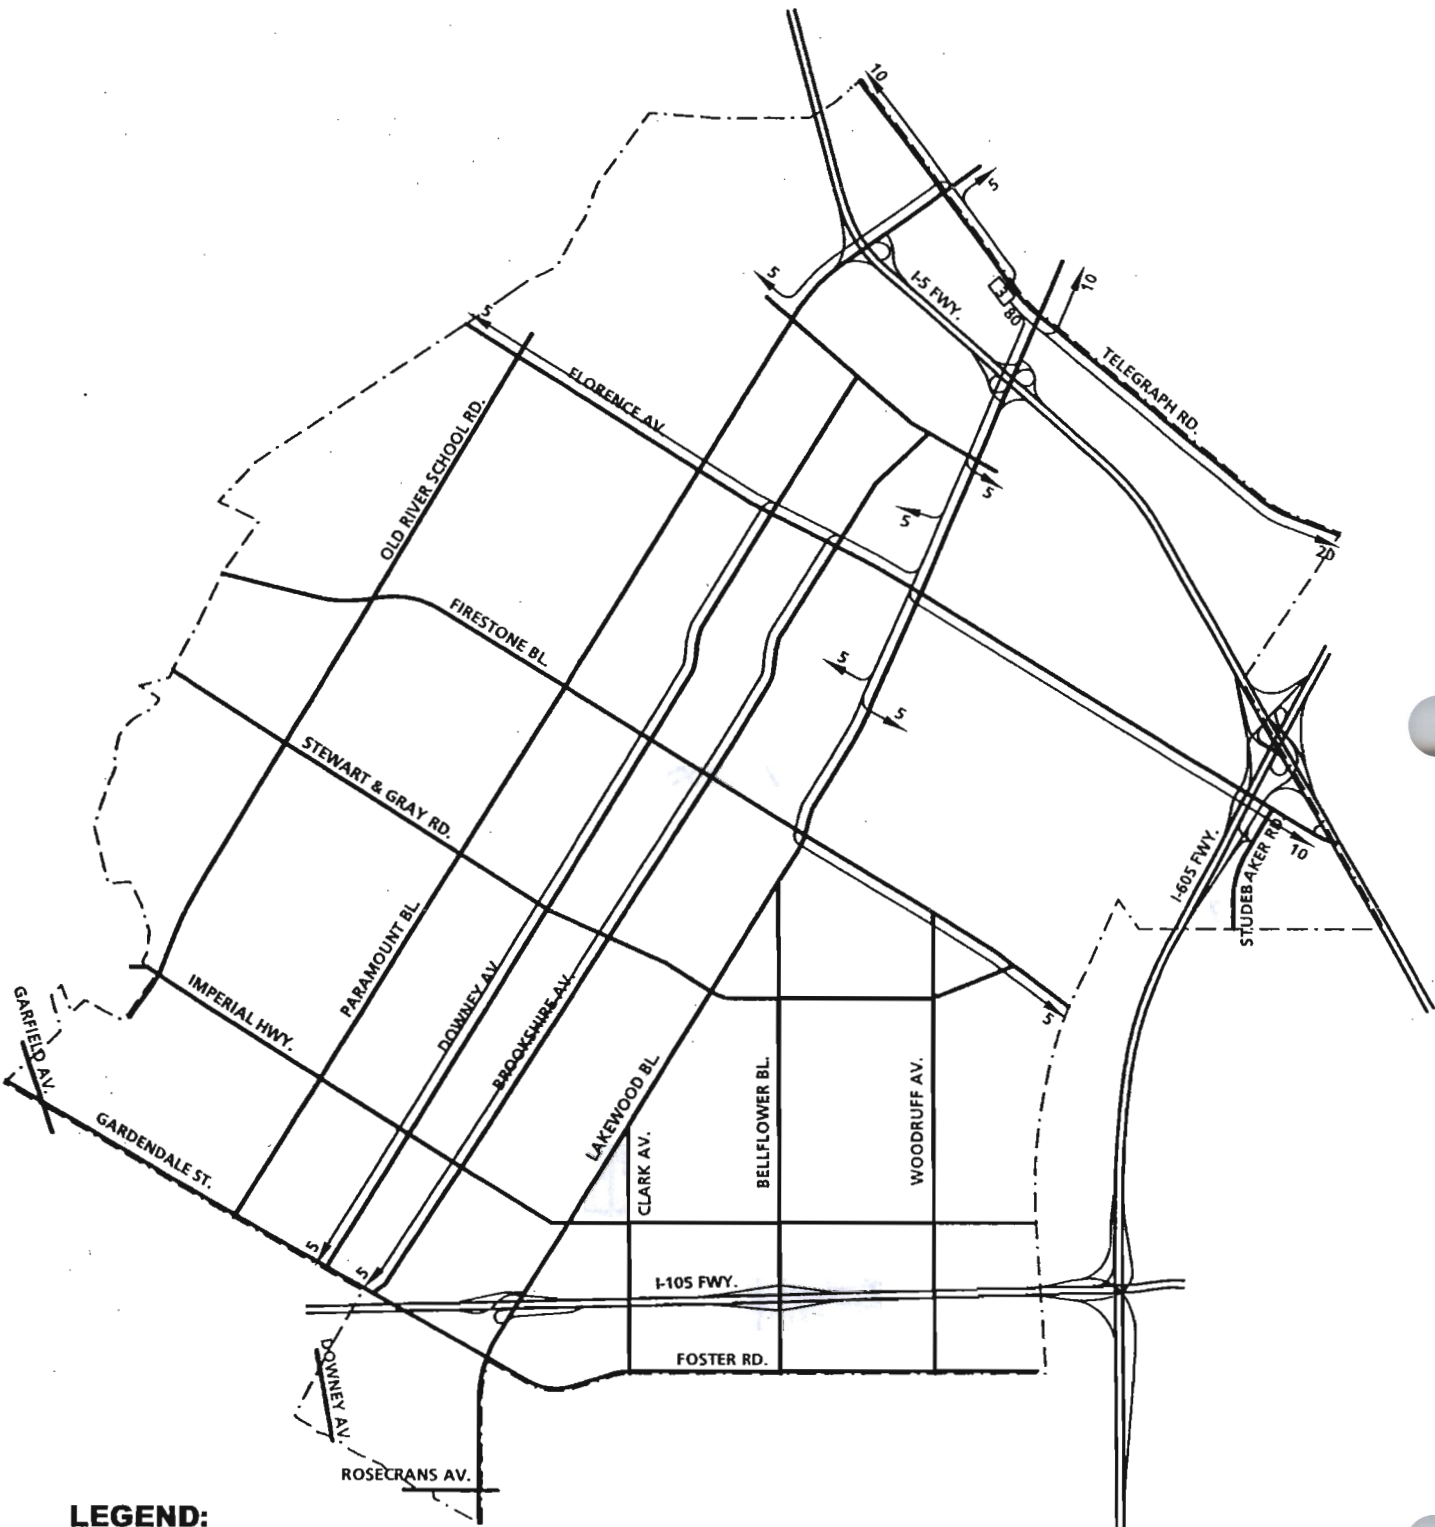 10
5
5
I-5 FWY.
3
80
10
5
TELEGRAPH RD.
FLORENCE AV.
OLD RIVER SCHOOL RD.
5
5
20
FIRESTONE BL.
5
5
STEWART & GRAY RD.
I-605 FWY.
STUDEBAKER RD
10
PARAMOUNT BL.
DOWNEY AV.
BROOKSHIRE AV.
IMPERIAL HWY.
GARFIELD AV.
5
LAKEWOOD BL.
CLARK AV.
BELLFLOWER BL.
WOODRUFF AV.
GARDENDALE ST.
5
5
I-105 FWY.
FOSTER RD.
DOWNEY AV.
ROSECRANS AV.
LEGEND: